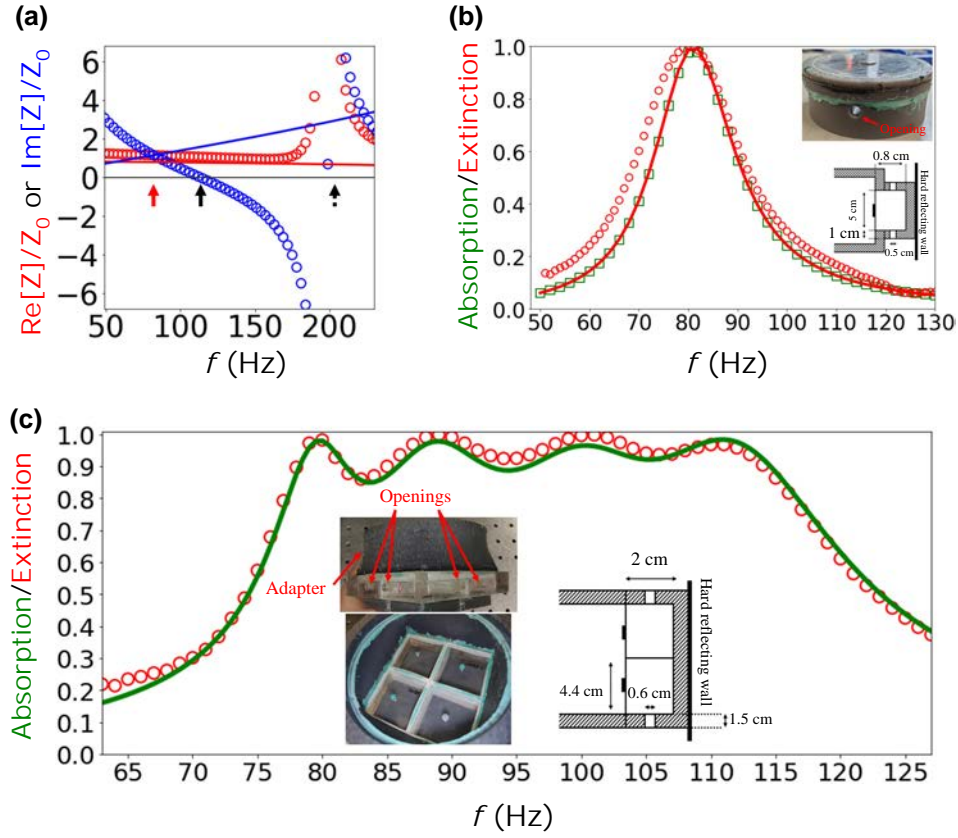 (a)
Re[Z]/Z₀ or Im[Z]/Z₀
6
4
2
0
−2
−4
−6
50 100 150 200
f (Hz)
(b)
Absorption/Extinction
1.0
0.8
0.6
0.4
0.2
0.0
50 60 70 80 90 100 110 120 130
f (Hz)
Opening
0.8 cm
5 cm
1 cm
0.5 cm
Hard reflecting wall
(c)
Absorption/Extinction
1.0
0.9
0.8
0.7
0.6
0.5
0.4
0.3
0.2
0.1
0.0
65 70 75 80 85 90 95 100 105 110 115 120 125
f (Hz)
Openings
Adapter
2 cm
4.4 cm
0.6 cm
1.5 cm
Hard reflecting wall